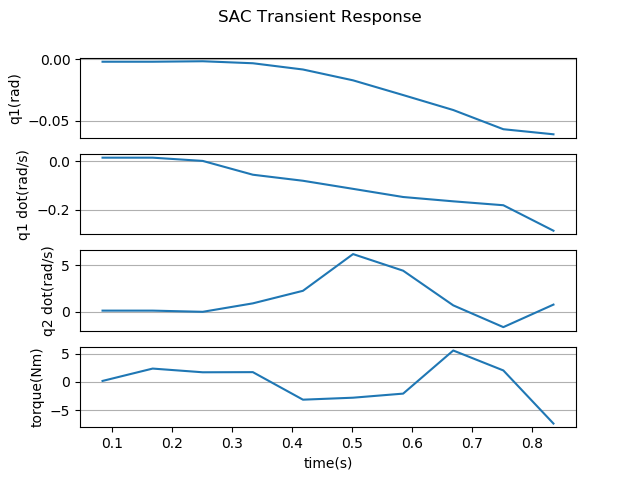 SAC Transient Response
0.00
−0.05
q1(rad)
0.0
−0.2
q1 dot(rad/s)
5
0
q2 dot(rad/s)
5
0
−5
torque(Nm)
0.1 0.2 0.3 0.4 0.5 0.6 0.7 0.8
time(s)